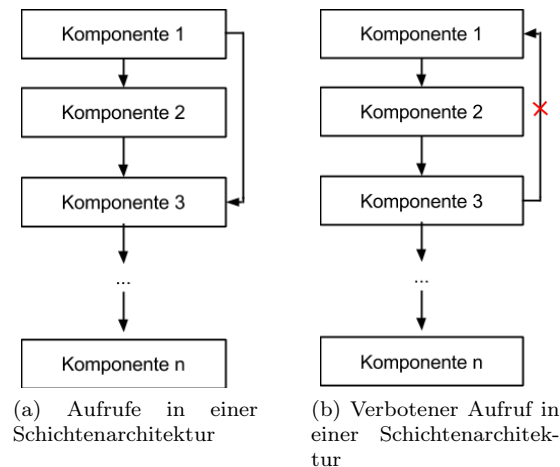 Komponente 1
Komponente 2
Komponente 3
...
Komponente n
(a) Aufrufe in einer
Schichtenarchitektur
Komponente 1
Komponente 2
Komponente 3
...
Komponente n
(b) Verbotener Aufruf in
einer Schichtenarchitek-
tur